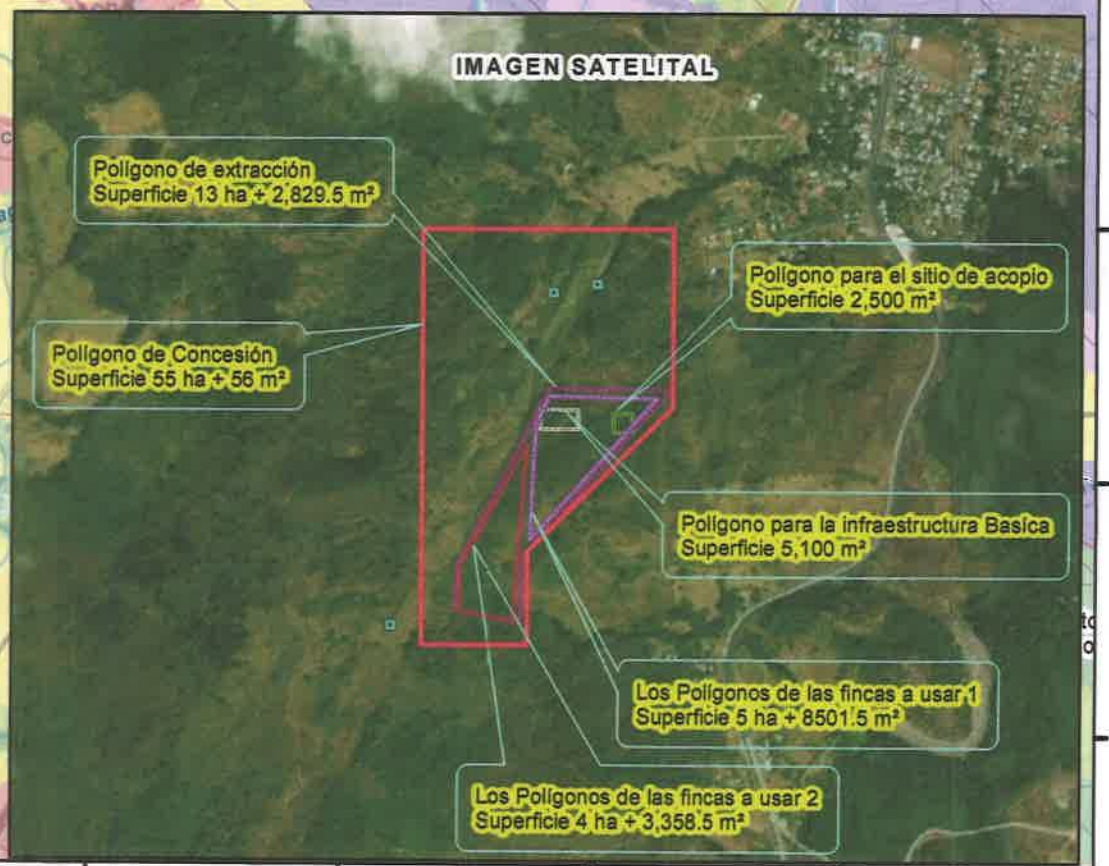 IMAGEN SATELITAL
Polígono de extracción
Superficie 13 ha + 2,829.5 m²
Polígono para el sitio de acopio
Superficie 2,500 m²
Polígono de Concesión
Superficie 55 ha + 56 m²
Polígono para la infraestructura Basica
Superficie 5,100 m²
Los Polígonos de las fincas a usar 1
Superficie 5 ha + 8501.5 m²
Los Polígonos de las fincas a usar 2
Superficie 4 ha + 3,358.5 m²